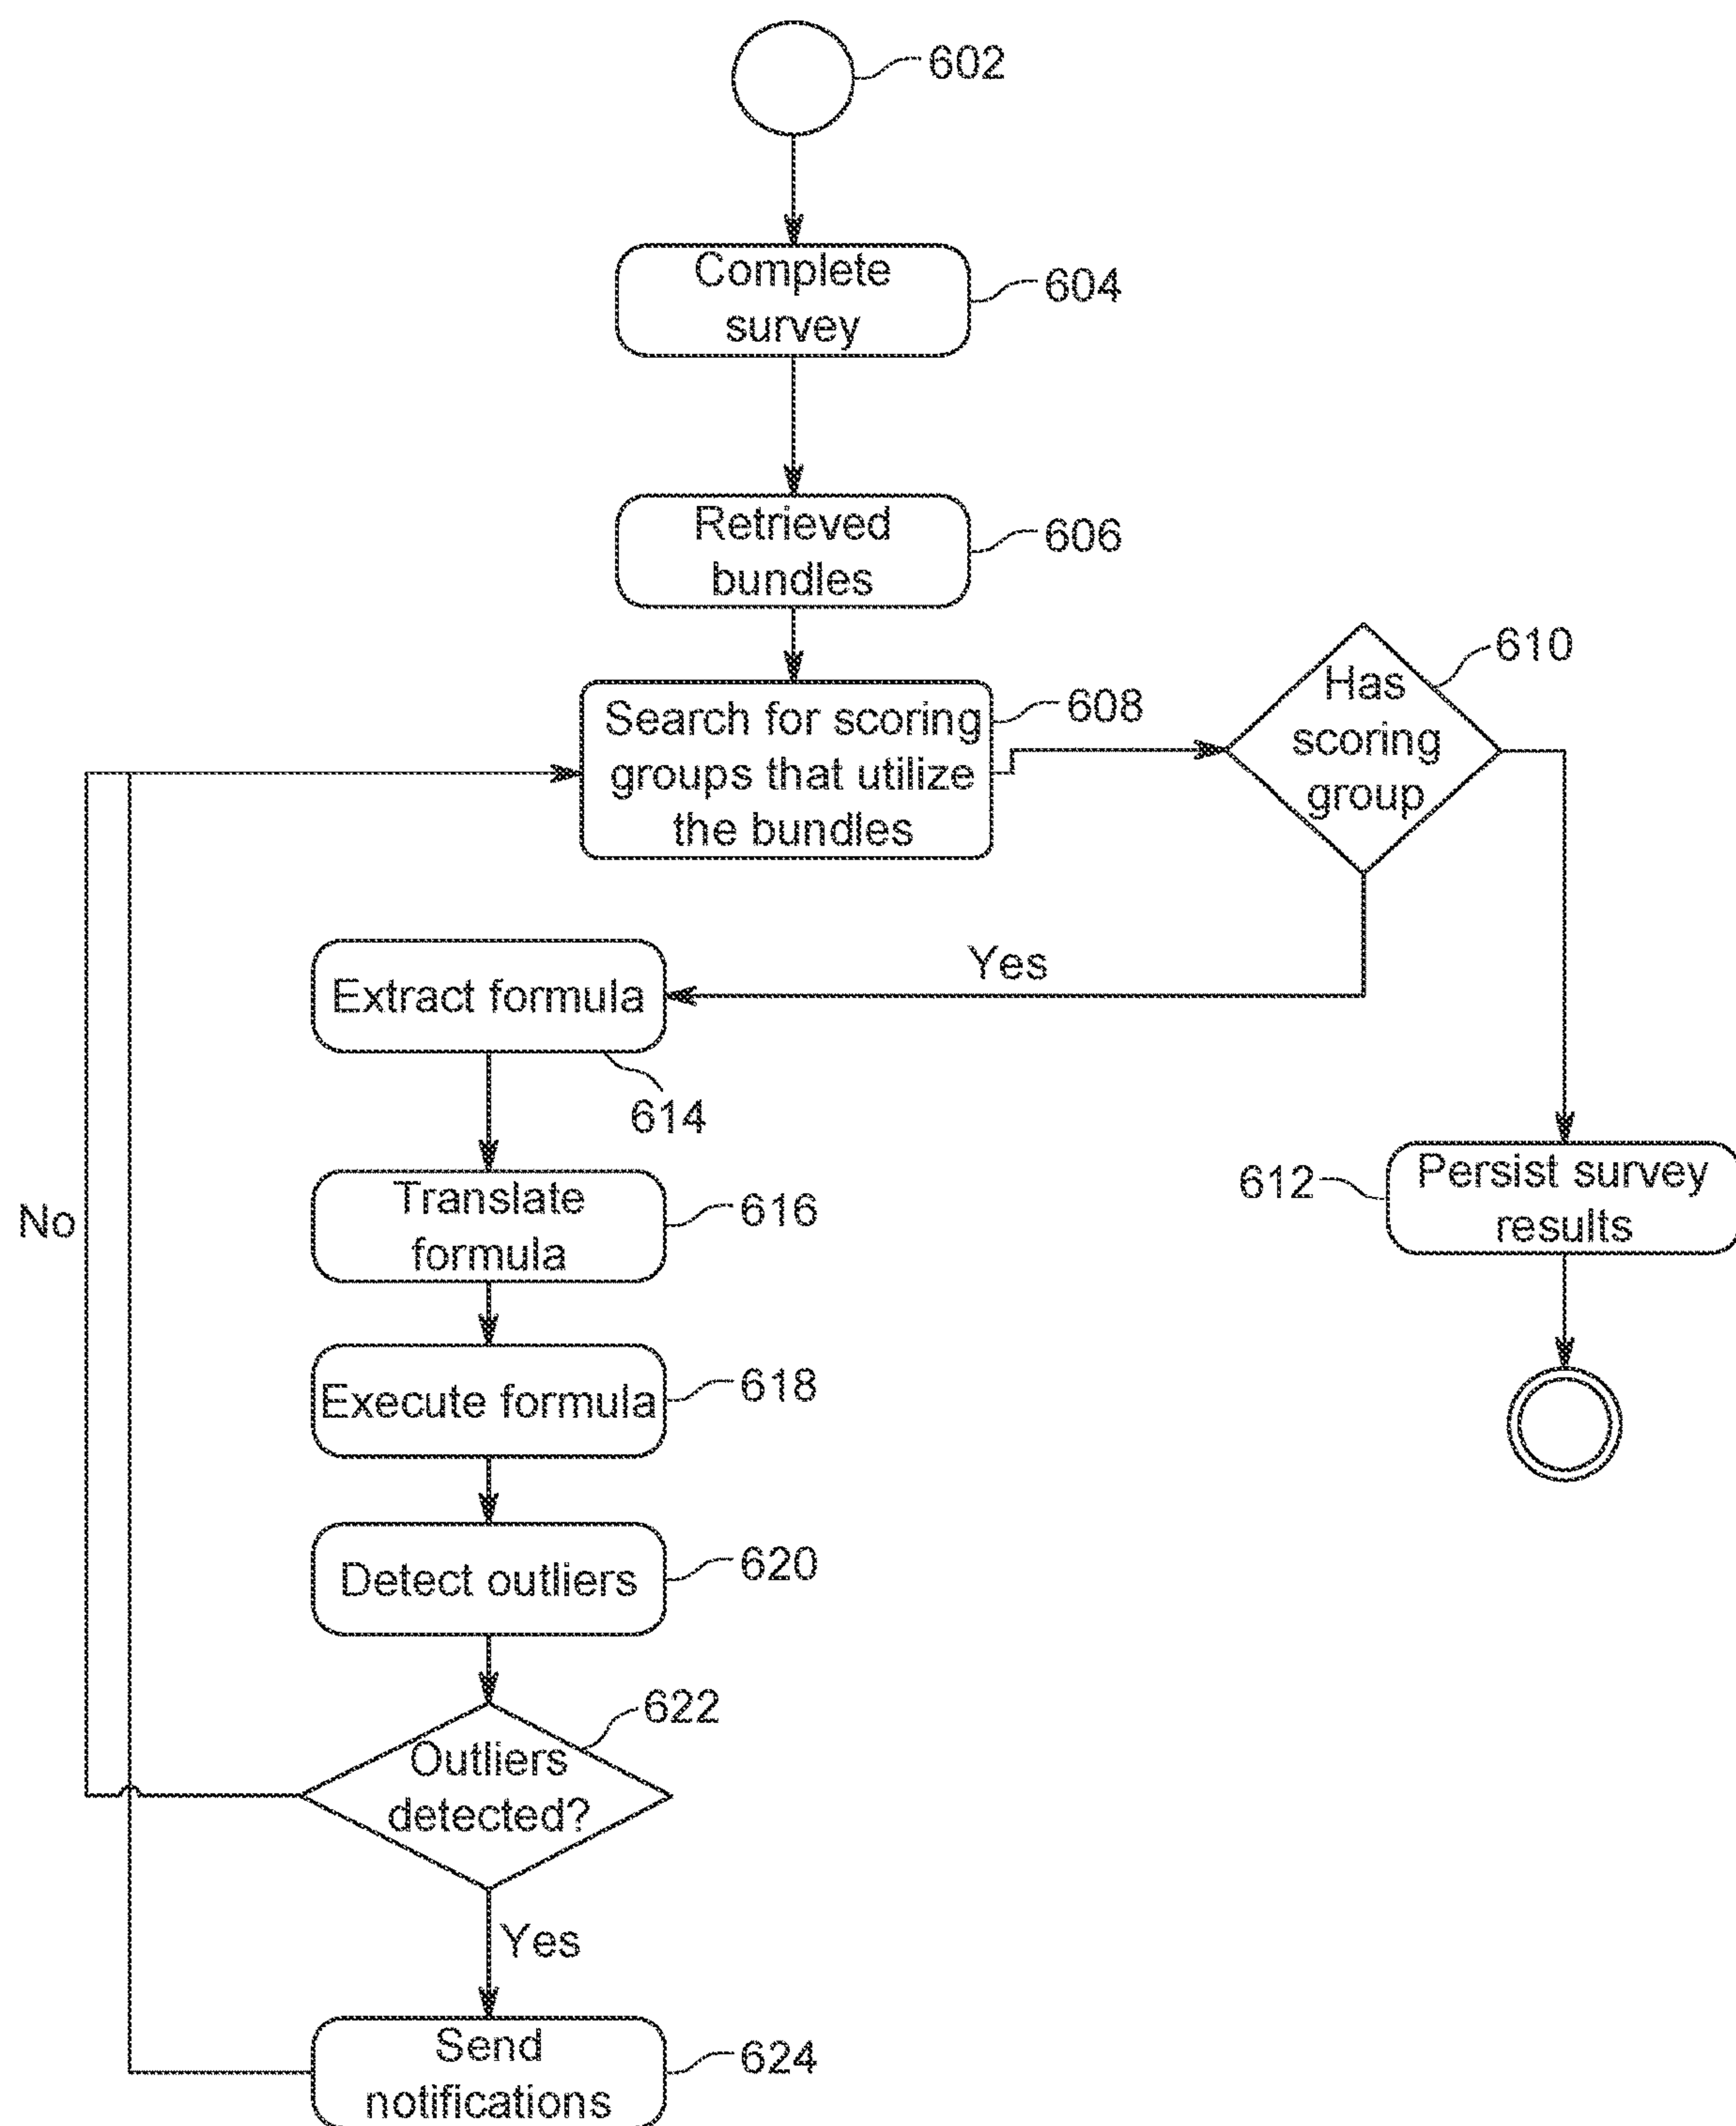 602
Complete
survey
604
Retrieved
bundles
606
Search for scoring
groups that utilize
the bundles
608
Has
scoring
group
610
Yes
Extract formula
614
Persist survey
results
612
Translate
formula
616
No
Execute formula
618
Detect outliers
620
Outliers
detected?
622
Yes
Send
notifications
624